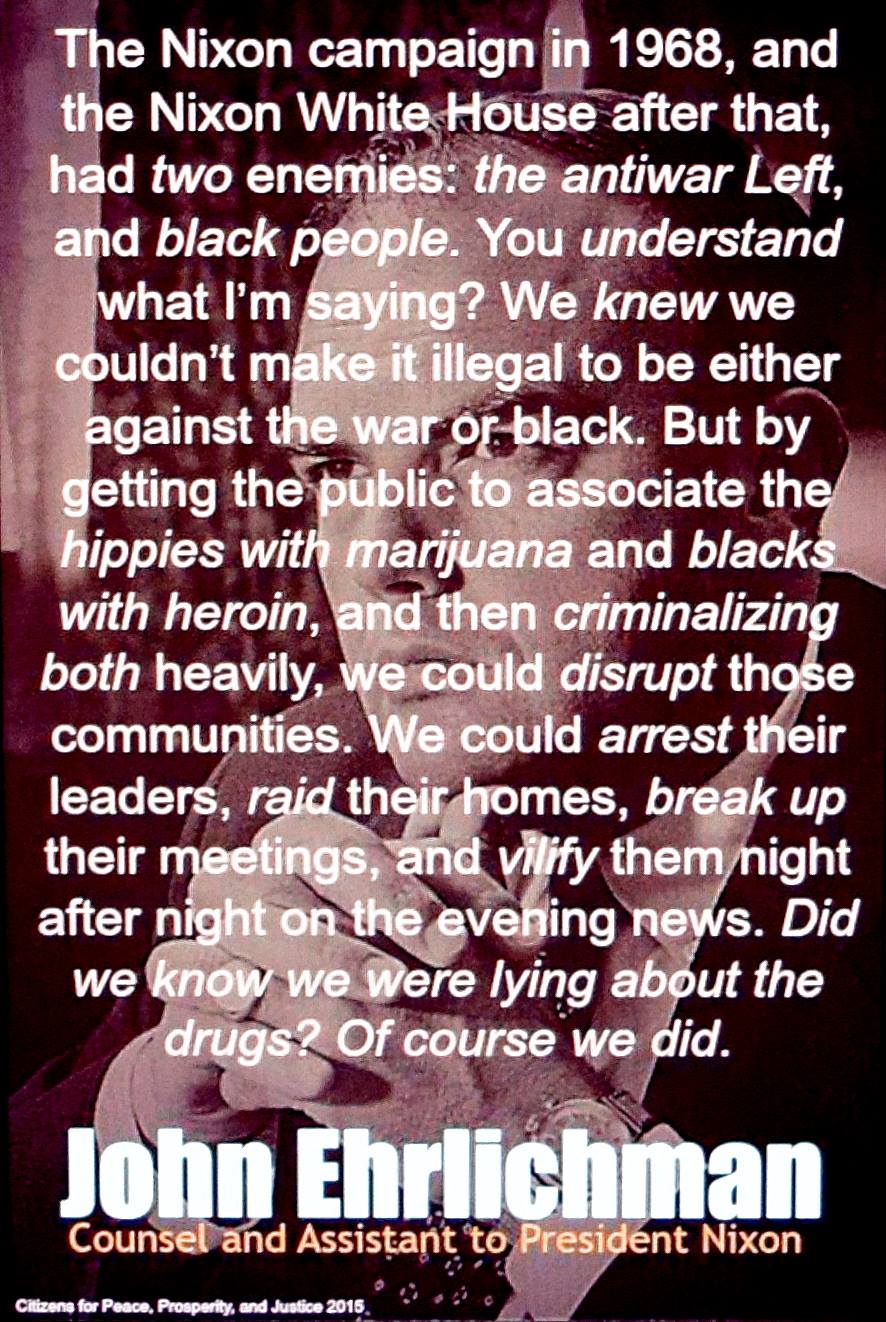 The Nixon campaign in 1968, and
the Nixon White House after that,
had two enemies: the antiwar Left,
and black people. You understand
what I'm saying? We knew we
couldn't make it illegal to be either
against the war or black. But by
getting the public to associate the
hippies with marijuana and blacks
with heroin, and then criminalizing
both heavily, we could disrupt those
communities. We could arrest their
leaders, raid their homes, break up
their meetings, and vilify them night
after night on the evening news. Did
we know we were lying about the
drugs? Of course we did.
John Ehrlichman
Counsel and Assistant to President Nixon
Citizens for Peace, Prosperity, and Justice 2015